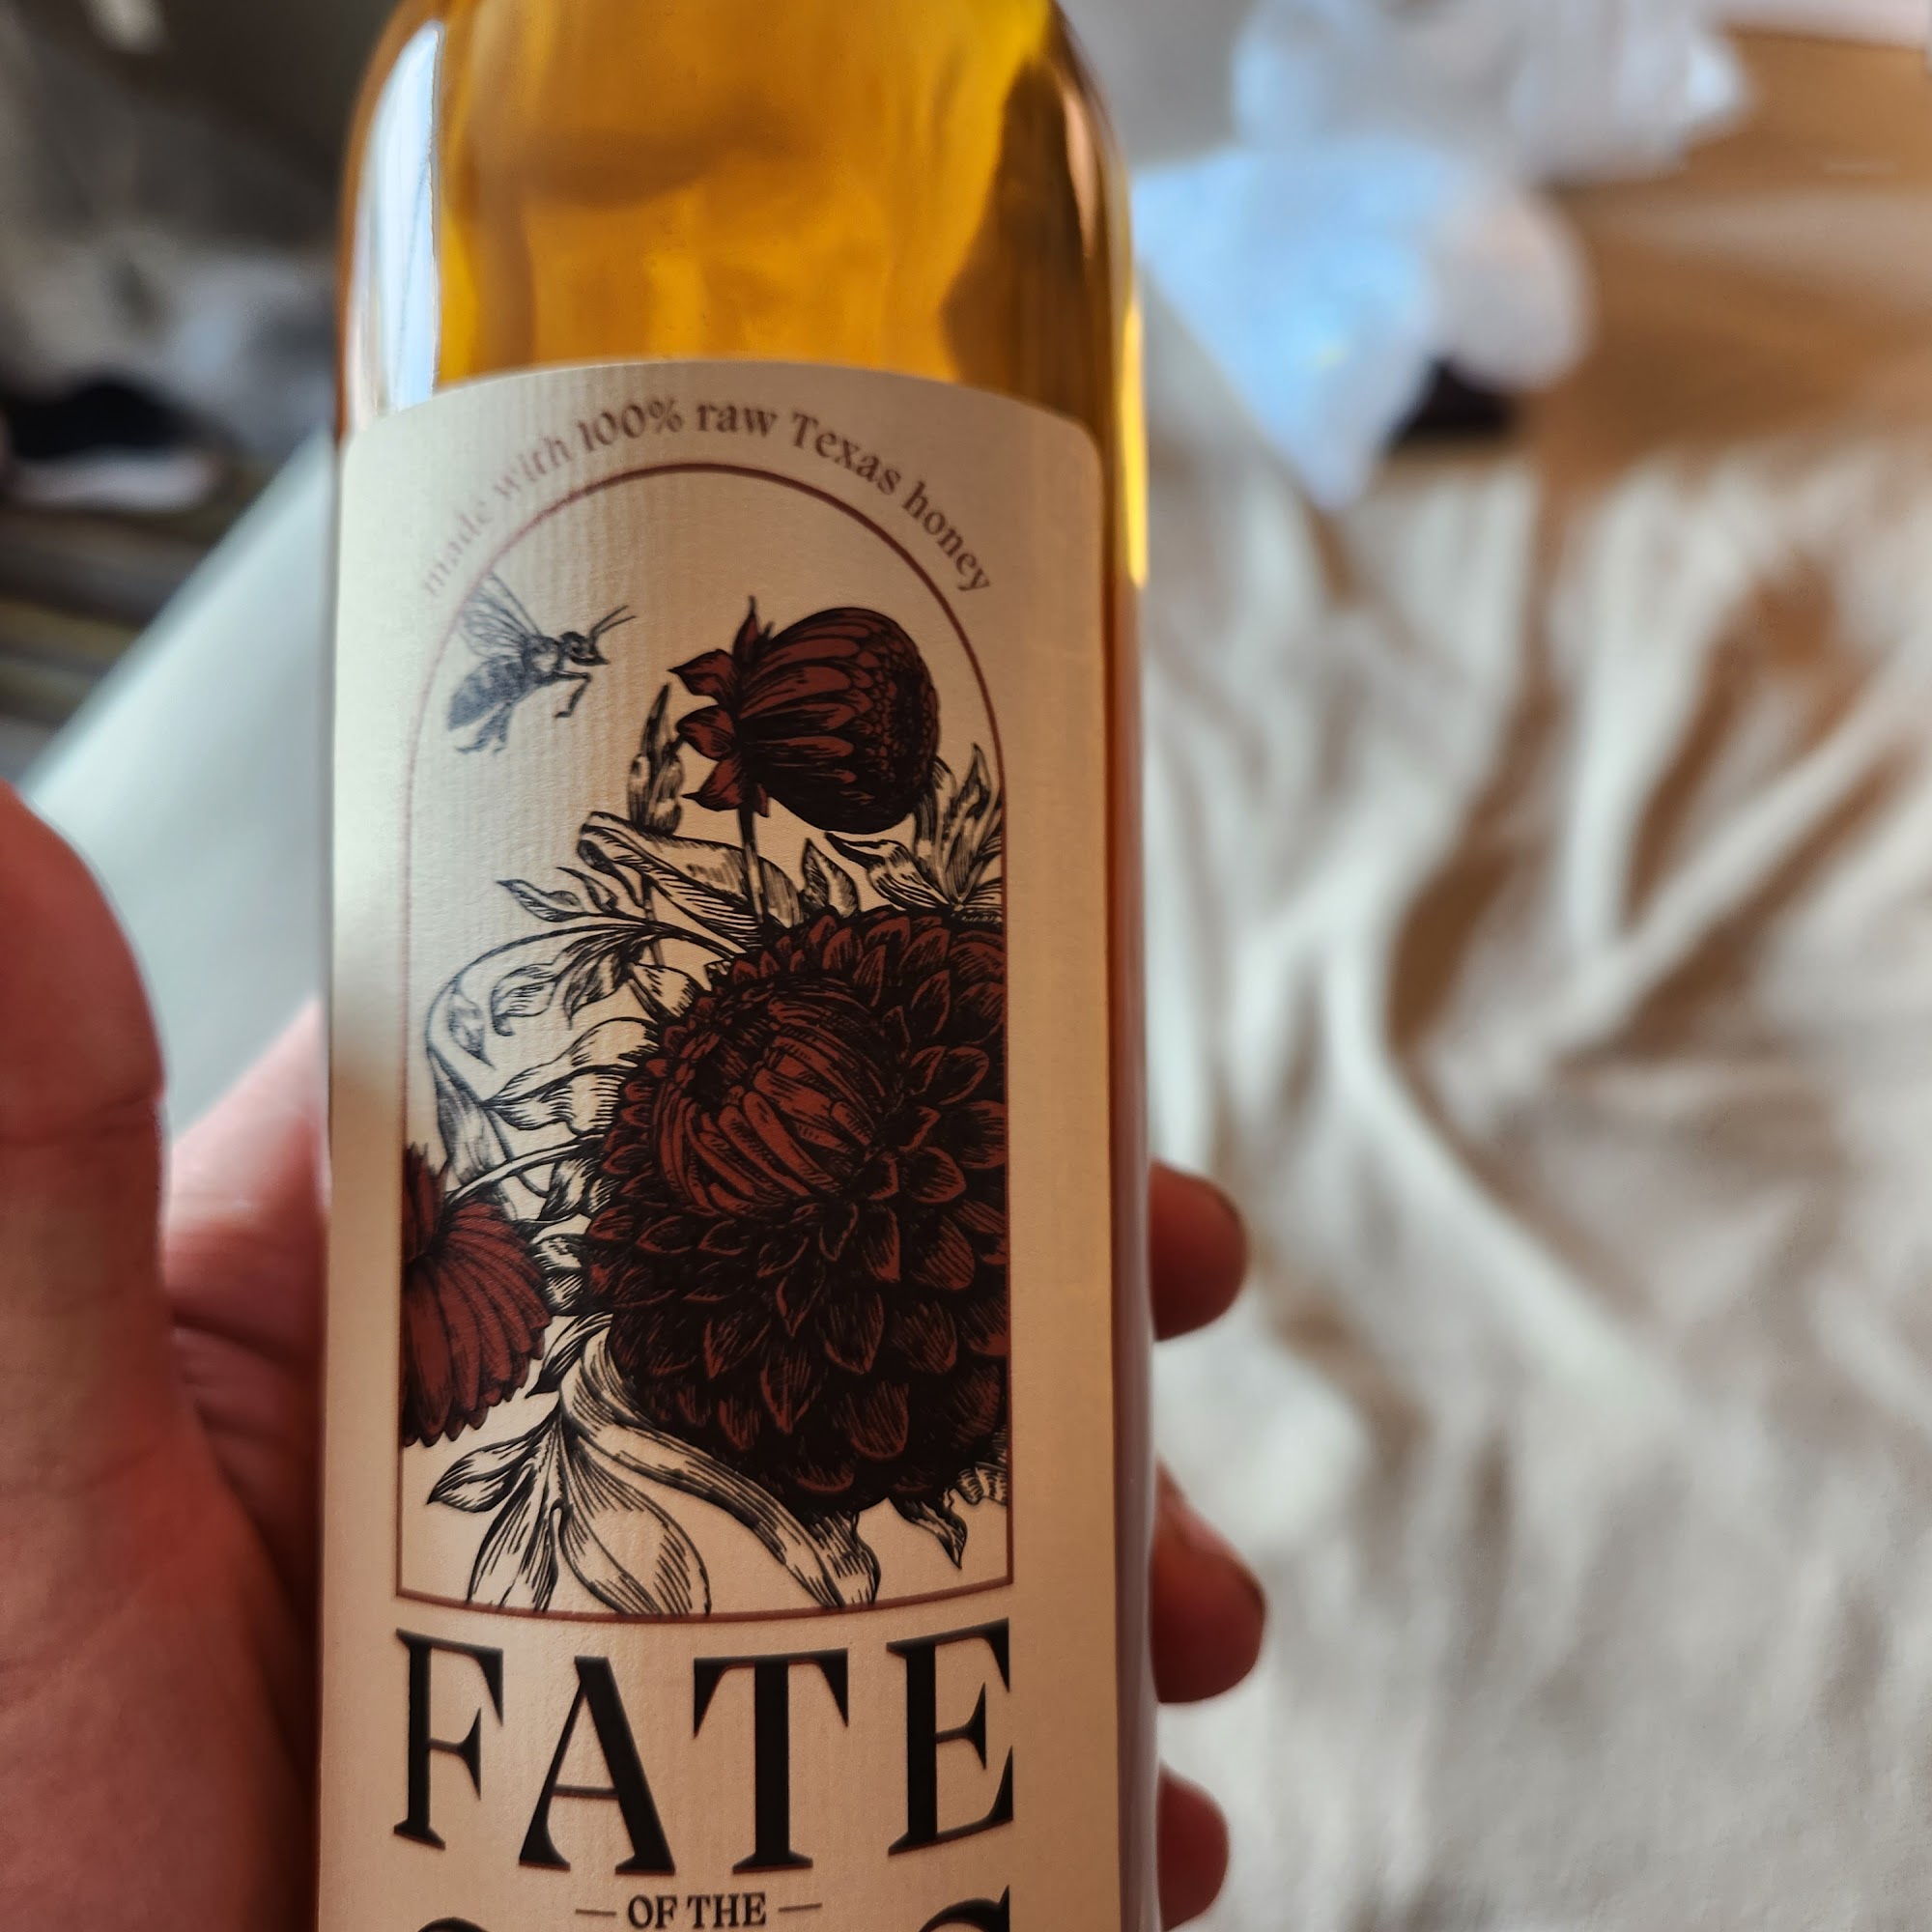 made with 100% raw Texas honey
FATE
— OF THE —